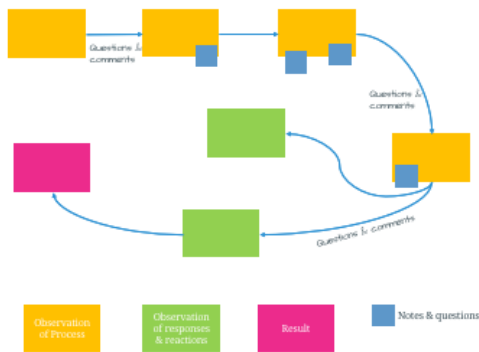 Questions &
comments
Questions &
comments
Questions & comments
Observation
of Process
Observation
of responses
& reactions
Result
Notes & questions